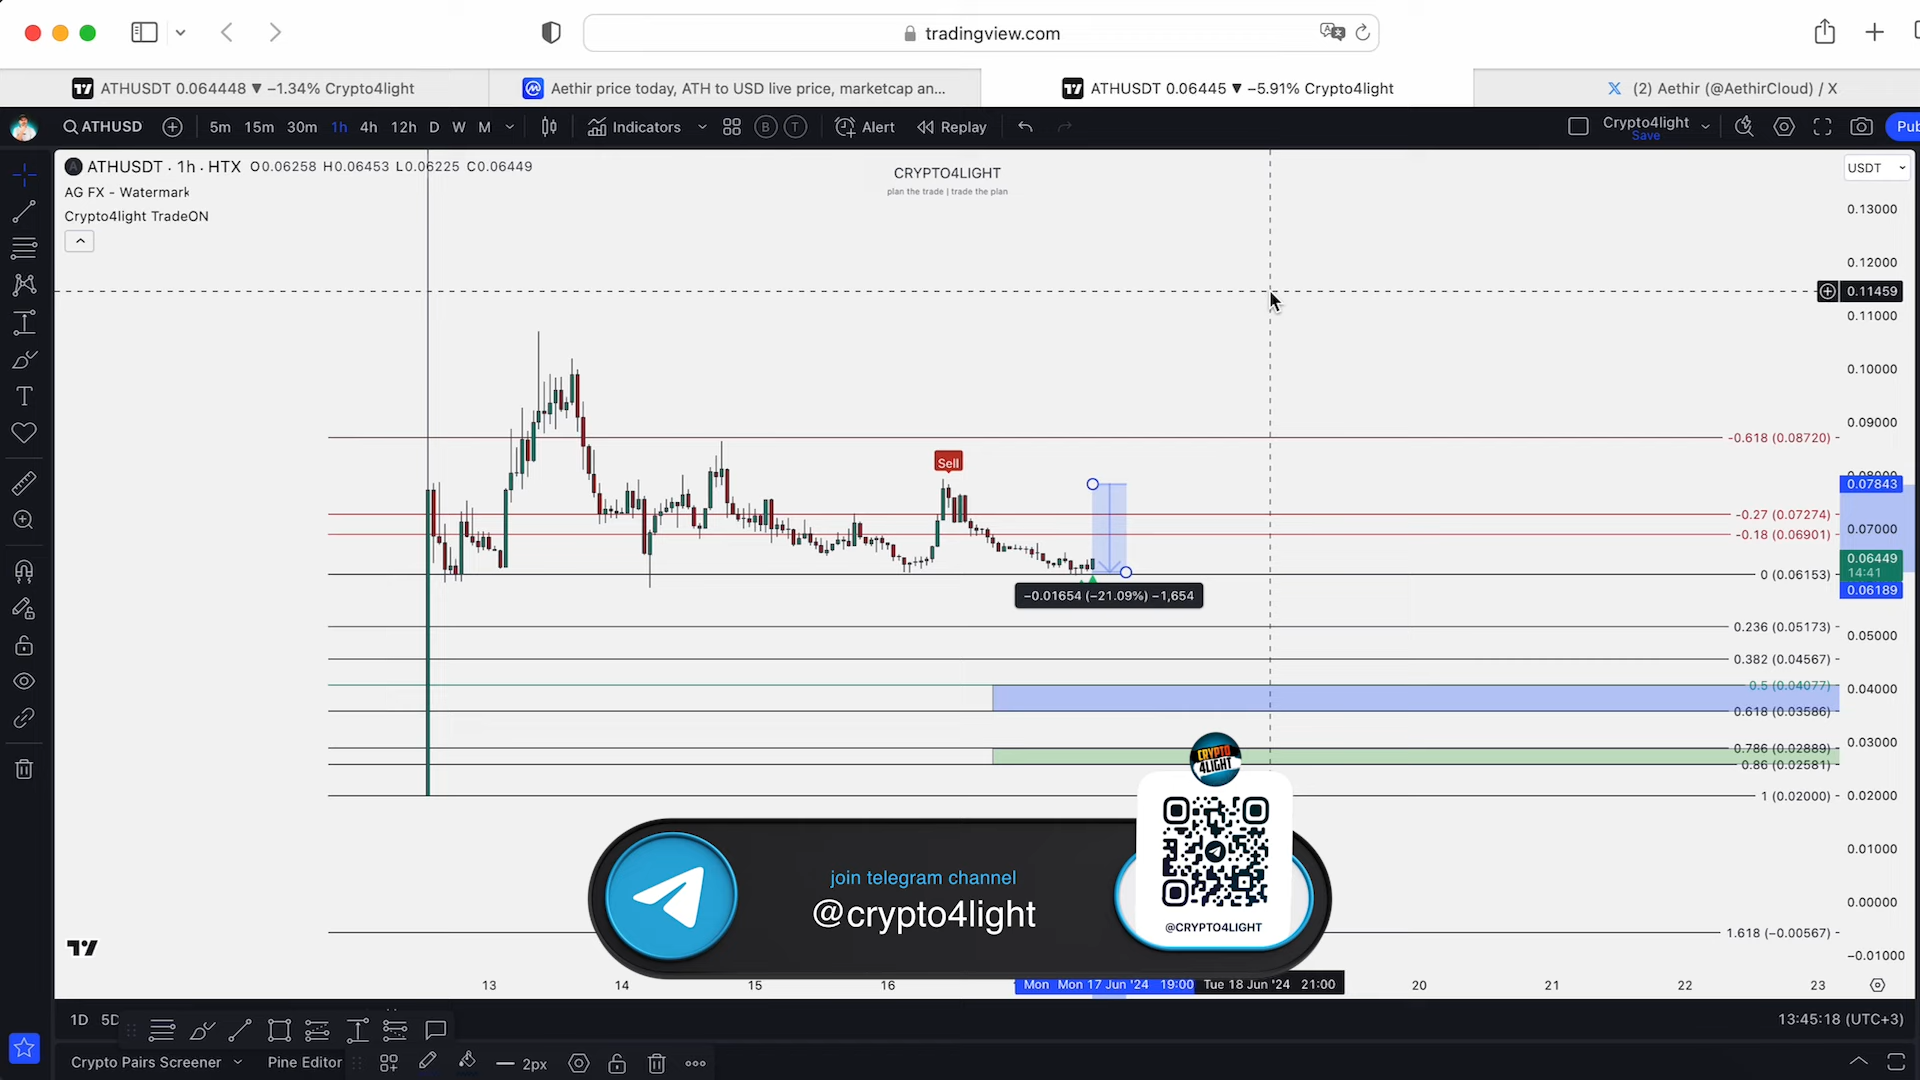 tradingview.com
ATHUSDT 0.064448 ▼ −1.34% Crypto4light
Aethir price today, ATH to USD live price, marketcap an...
ATHUSDT 0.06445 ▼ −5.91% Crypto4light
(2) Aethir (@AethirCloud) / X
ATHUSD 5m 15m 30m 1h 4h 12h D W M Indicators B T Alert Replay Crypto4light Pub
Save
ATHUSDT · 1h · HTX O0.06258 H0.06453 L0.06225 C0.06449
AG FX - Watermark
Crypto4light TradeON
CRYPTO4LIGHT
plan the trade | trade the plan
USDT
0.13000
0.12000
0.11459
0.11000
0.10000
0.09000
-0.618 (0.08720)
Sell
0.08000
0.07843
-0.27 (0.07274)
0.07000
-0.18 (0.06901)
0.06449
14:41
0 (0.06153)
0.06189
−0.01654 (−21.09%) −1,654
0.236 (0.05173)
0.05000
0.382 (0.04567)
0.5 (0.04077)
0.04000
0.618 (0.03586)
0.786 (0.02889)
0.03000
0.86 (0.02581)
1 (0.02000)
0.02000
0.01000
0.00000
1.618 (−0.00567)
−0.01000
CRYPTO
4LIGHT
join telegram channel
@crypto4light
@CRYPTO4LIGHT
13 14 15 16 Mon Mon 17 Jun '24 19:00 Tue 18 Jun '24 21:00 20 21 22 23
1D 5D
13:45:18 (UTC+3)
Crypto Pairs Screener Pine Editor 2px